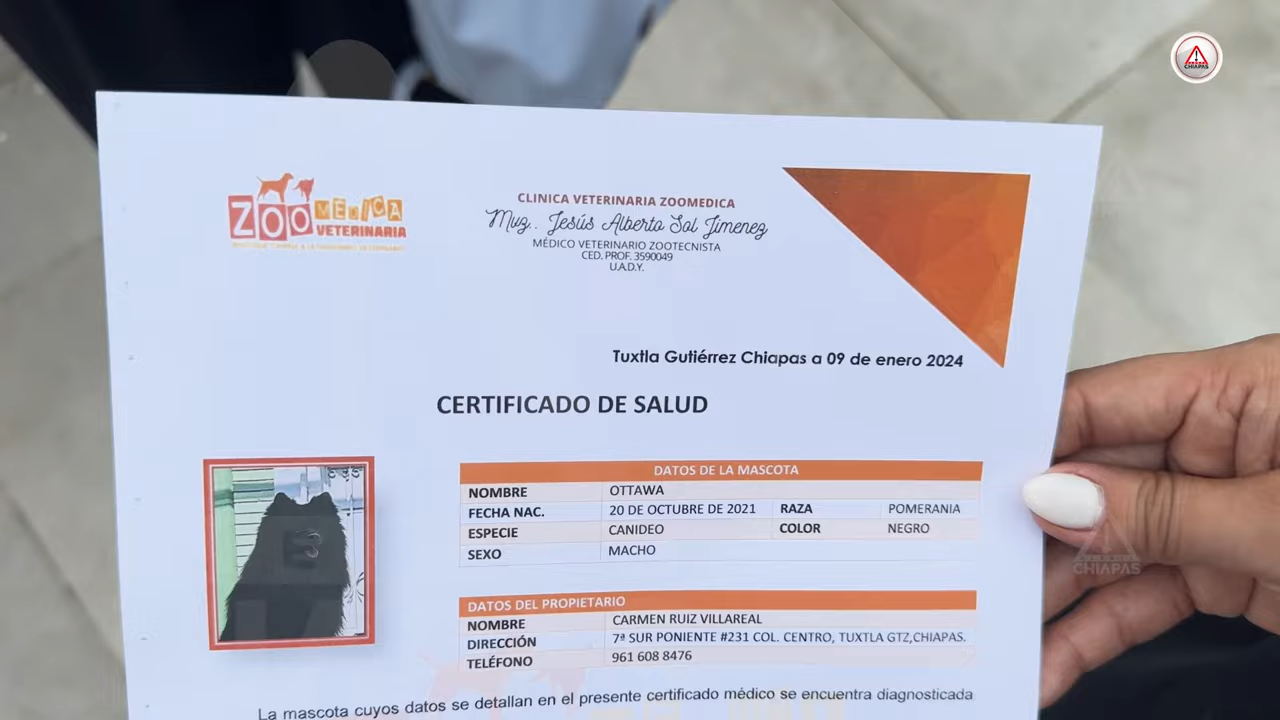 CHIAPAS
ZOO MEDICA
VETERINARIA
CLINICA VETERINARIA ZOOMEDICA
Mvz.. Jesús Alberto Sol Jimenez
MÉDICO VETERINARIO ZOOTECNISTA
CED. PROF. 3590049
U.A.D.Y.
Tuxtla Gutiérrez Chiapas a 09 de enero 2024
CERTIFICADO DE SALUD
DATOS DE LA MASCOTA
NOMBRE OTTAWA
FECHA NAC. 20 DE OCTUBRE DE 2021 RAZA POMERANIA
ESPECIE CANIDEO COLOR NEGRO
SEXO MACHO
DATOS DEL PROPIETARIO
NOMBRE CARMEN RUIZ VILLAREAL
DIRECCIÓN 7ª SUR PONIENTE #231 COL. CENTRO, TUXTLA GTZ,CHIAPAS.
TELÉFONO 961 608 8476
La mascota cuyos datos se detallan en el presente certificado médico se encuentra diagnosticada
CHIAPAS